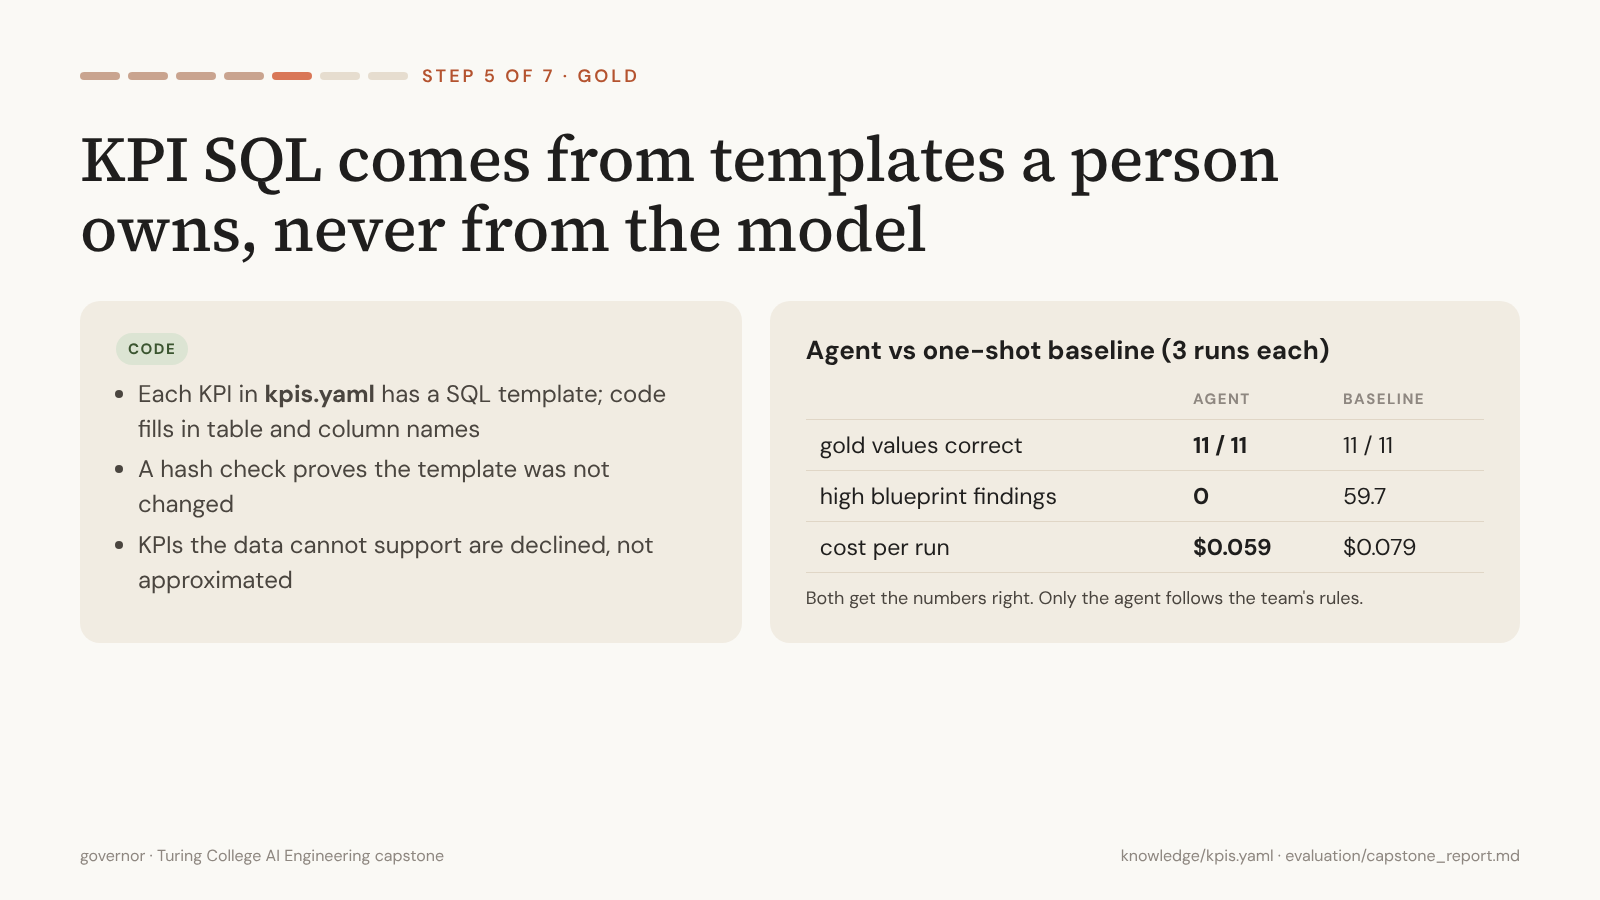 STEP 5 OF 7 · GOLD
KPI SQL comes from templates a person
owns, never from the model
CODE
• Each KPI in kpis.yaml has a SQL template; code
fills in table and column names
• A hash check proves the template was not
changed
• KPIs the data cannot support are declined, not
approximated
Agent vs one-shot baseline (3 runs each)
AGENT BASELINE
gold values correct 11 / 11 11 / 11
high blueprint findings 0 59.7
cost per run $0.059 $0.079
Both get the numbers right. Only the agent follows the team's rules.
governor · Turing College AI Engineering capstone
knowledge/kpis.yaml · evaluation/capstone_report.md